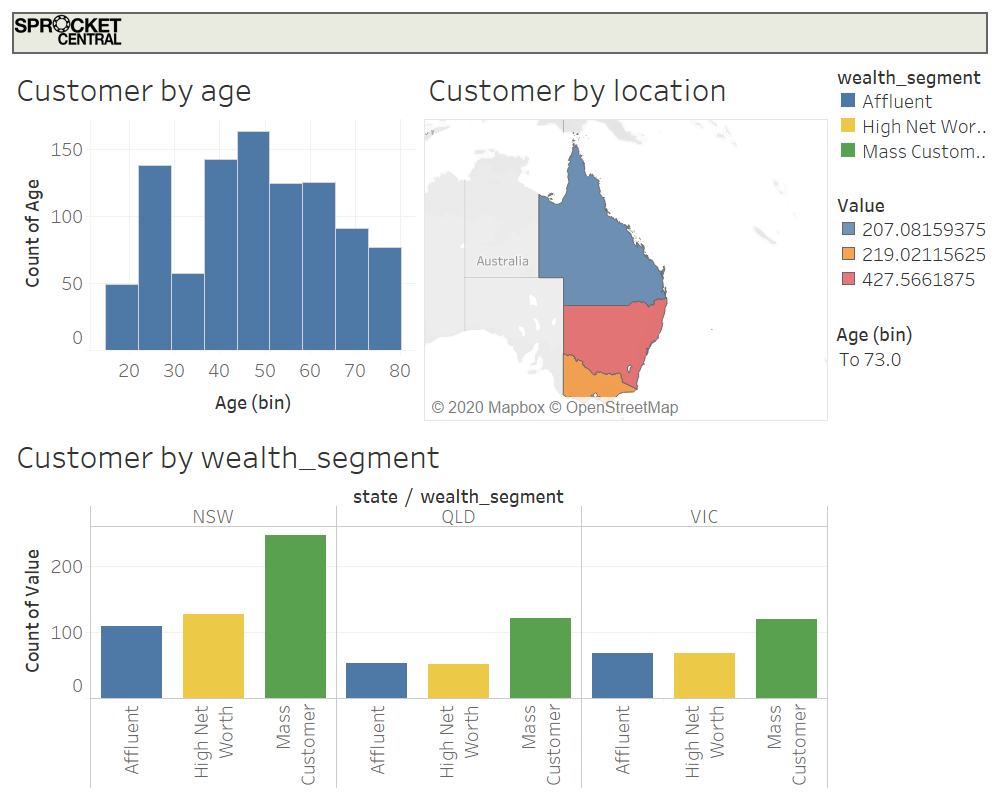 SPROCKET
CENTRAL
Customer by age
150
100
50
0
Count of Age
20 30 40 50 60 70 80
Age (bin)
Customer by location
Australia
© 2020 Mapbox © OpenStreetMap
wealth_segment
Affluent
High Net Wor..
Mass Custom..
Value
207.08159375
219.02115625
427.5661875
Age (bin)
To 73.0
Customer by wealth_segment
state / wealth_segment
NSW QLD VIC
200
100
0
Count of Value
Affluent
High Net
Worth
Mass
Customer
Affluent
High Net
Worth
Mass
Customer
Affluent
High Net
Worth
Mass
Customer